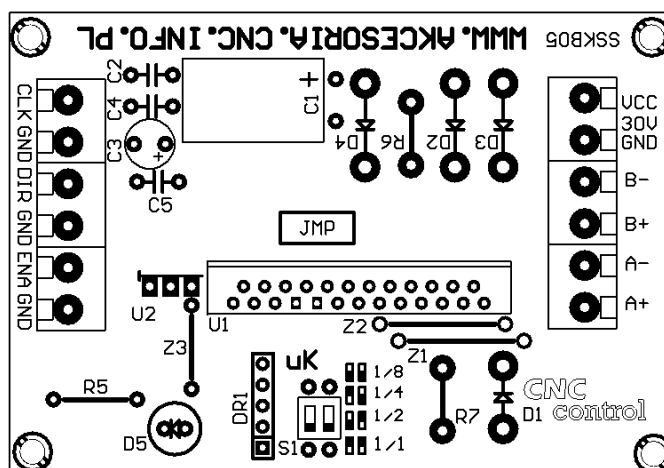 WWW.AKCESORIA.CNC.INFO.PL
SSKB05
C2
C4
C3
C5
C1
+
+
D4
R6
D2
D3
CLK
GND
DIR
GND
ENA
GND
VCC
30V
GND
B-
B+
A-
A+
JMP
U2
U1
Z2
Z1
Z3
R5
D5
DR1
uK
S1
1/8
1/4
1/2
1/1
R7
D1
CNC
control